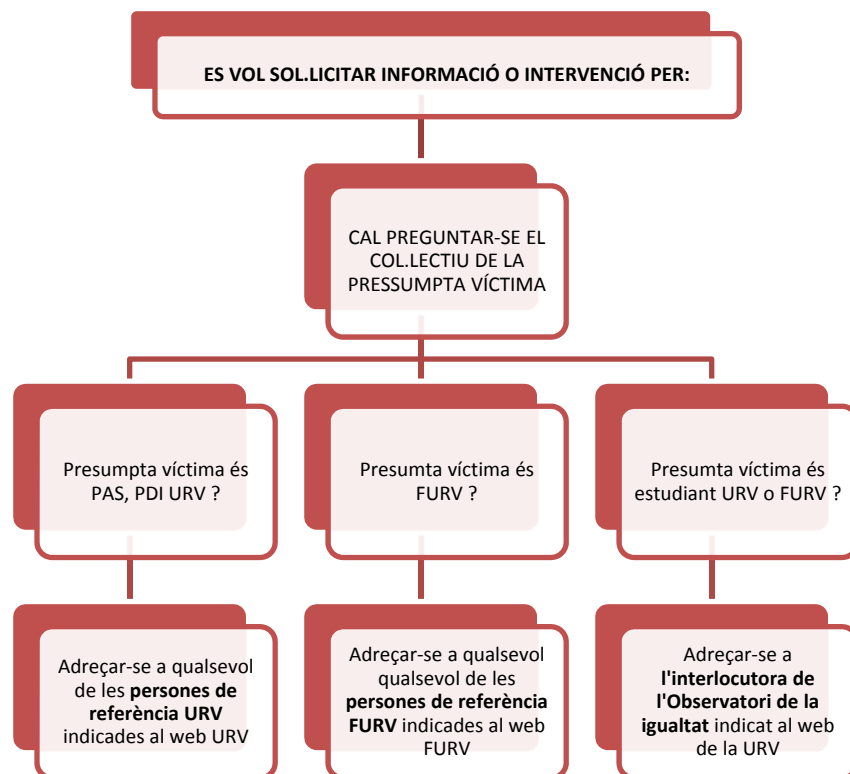 ES VOL SOL.LICITAR INFORMACIÓ O INTERVENCIÓ PER:
CAL PREGUNTAR-SE EL
COL.LECTIU DE LA
PRESSUMPTA VÍCTIMA
Presumpta víctima és
PAS, PDI URV ?
Presumta víctima és
FURV ?
Presumta víctima és
estudiant URV o FURV ?
Adreçar-se a qualsevol
de les persones de
referència URV
indicades al web URV
Adreçar-se a qualsevol
qualsevol de les
persones de referència
FURV indicades al web
FURV
Adreçar-se a
l'interlocutora de
l'Observatori de la
igualtat indicat al web
de la URV